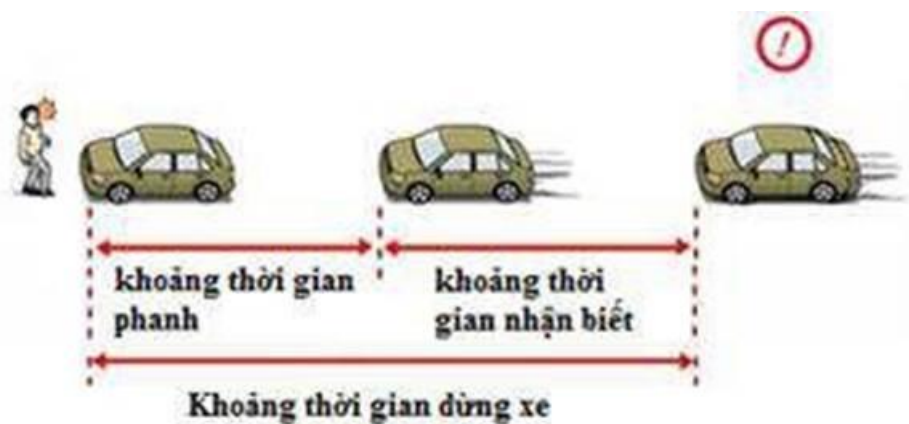 !
khoảng thời gian
phanh
khoảng thời
gian nhận biết
Khoảng thời gian dừng xe